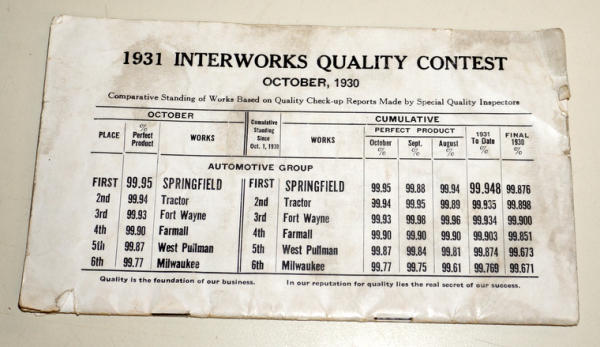 1931 INTERWORKS QUALITY CONTEST
OCTOBER, 1930
Comparative Standing of Works Based on Quality Check-up Reports Made by Special Quality Inspectors
OCTOBER Cumulative Standing Since Oct. 1, 1930 CUMULATIVE
PLACE % Perfect Product WORKS WORKS PERFECT PRODUCT 1931 To Date % FINAL 1930 %
October % Sept. % August %
AUTOMOTIVE GROUP
FIRST 99.95 SPRINGFIELD FIRST SPRINGFIELD 99.95 99.88 99.94 99.948 99.876
2nd 99.94 Tractor 2nd Tractor 99.94 99.95 99.89 99.935 99.898
3rd 99.93 Fort Wayne 3rd Fort Wayne 99.93 99.98 99.96 99.934 99.900
4th 99.90 Farmall 4th Farmall 99.90 99.90 99.90 99.903 99.851
5th 99.87 West Pullman 5th West Pullman 99.87 99.84 99.81 99.874 99.673
6th 99.77 Milwaukee 6th Milwaukee 99.77 99.75 99.61 99.769 99.671
Quality is the foundation of our business. In our reputation for quality lies the real secret of our success.